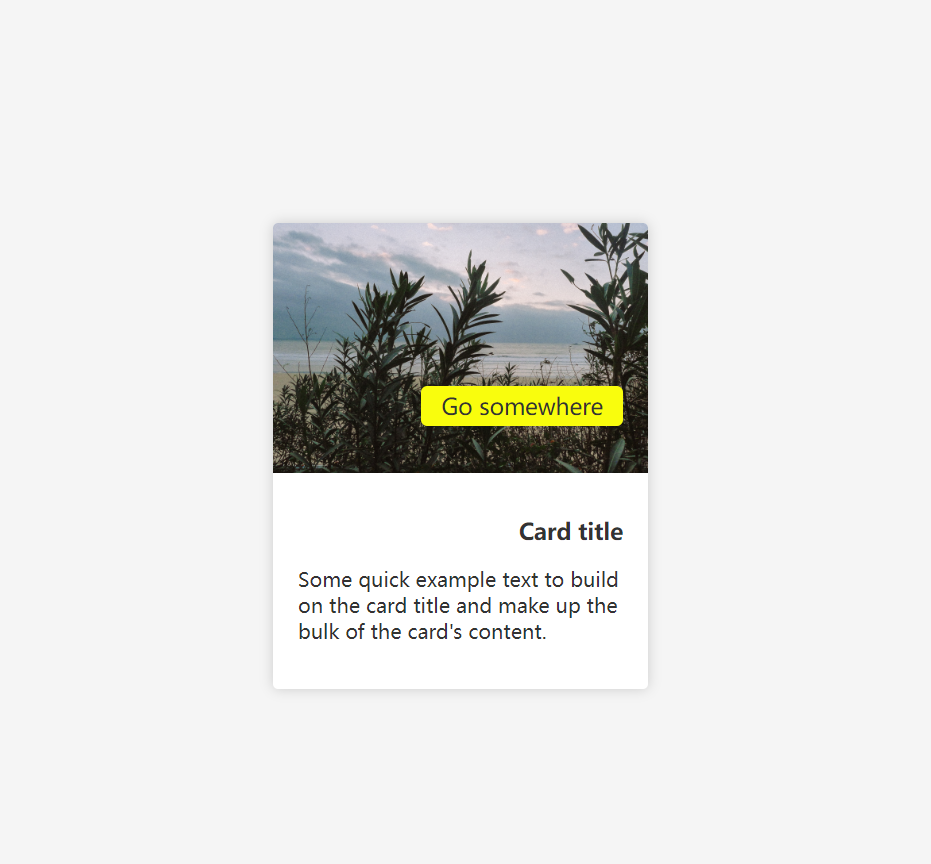 Go somewhere
Card title
Some quick example text to build
on the card title and make up the
bulk of the card's content.